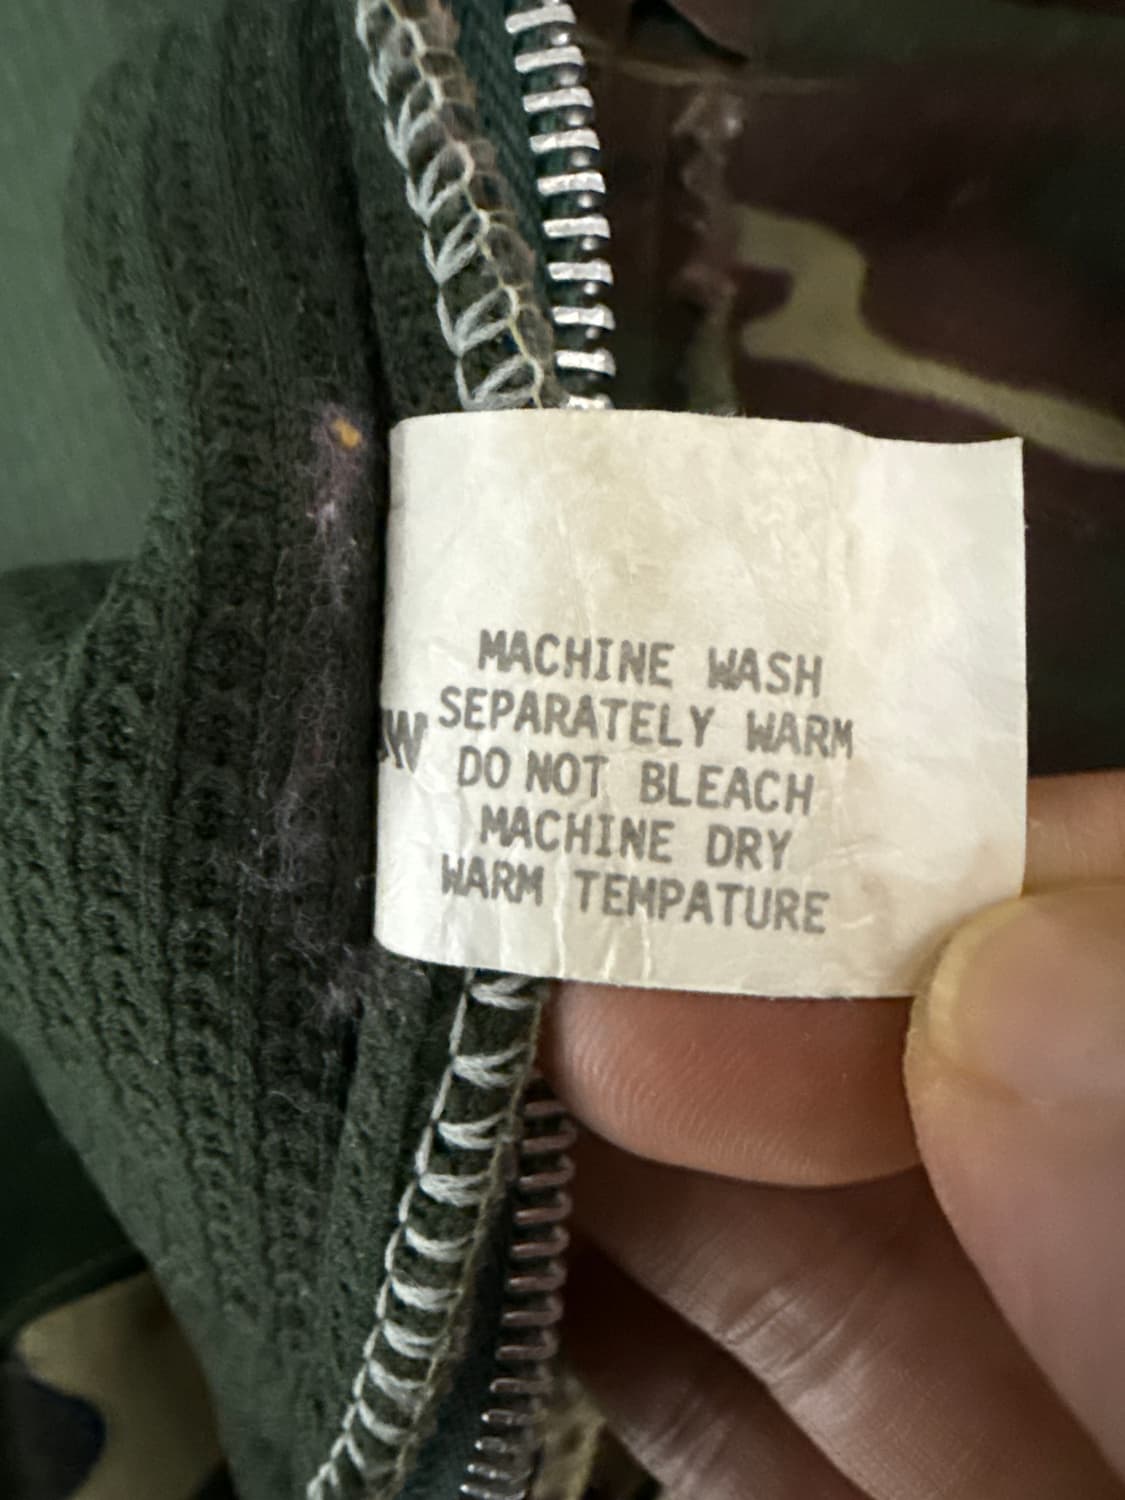 MACHINE WASH
SEPARATELY WARM
DO NOT BLEACH
MACHINE DRY
WARM TEMPATURE